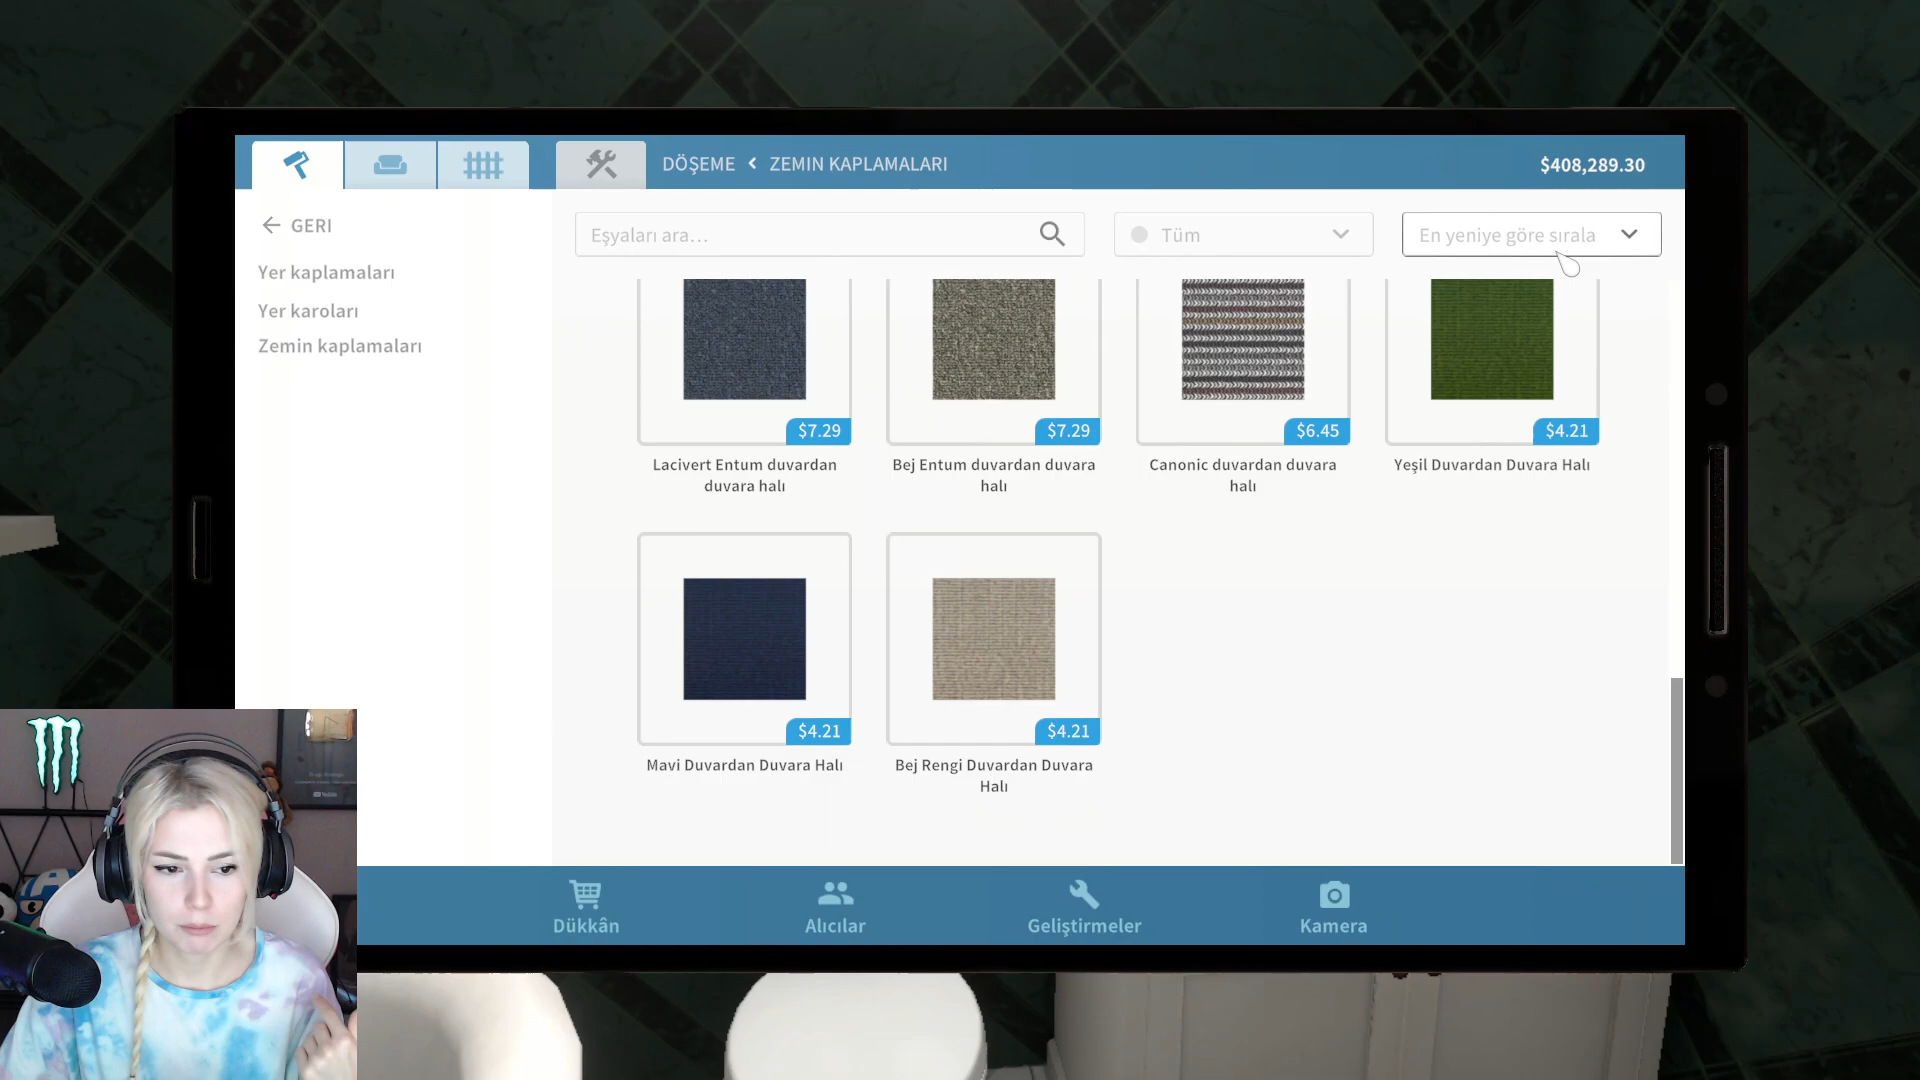 DÖŞEME
ZEMIN KAPLAMALARI
$408,289.30
GERI
Yer kaplamaları
Yer karoları
Zemin kaplamaları
Eşyaları ara...
Tüm
En yeniye göre sırala
$7.29
$7.29
$6.45
$4.21
Lacivert Entum duvardan
duvara halı
Bej Entum duvardan duvara
halı
Canonic duvardan duvara
halı
Yeşil Duvardan Duvara Halı
$4.21
$4.21
Mavi Duvardan Duvara Halı
Bej Rengi Duvardan Duvara
Halı
Dükkân
Alıcılar
Geliştirmeler
Kamera